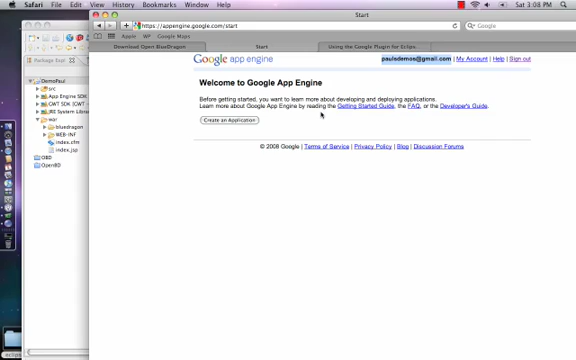 Safari File Edit View History Bookmarks Window Help
Sat 3:08 PM
Start
https://appengine.google.com/start
Google
Apple WP Google Maps
Download Open BlueDragon
Start
Using the Google Plugin for Eclips...
Google app engine
paulsdemos@gmail.com | My Account | Help | Sign out
Welcome to Google App Engine
Before getting started, you want to learn more about developing and deploying applications.
Learn more about Google App Engine by reading the Getting Started Guide, the FAQ, or the Developer's Guide.
Create an Application
© 2008 Google | Terms of Service | Privacy Policy | Blog | Discussion Forums
Package Expl
DemoPaul
src
App Engine SDK
GWT SDK [GWT -
JRE System Library
war
bluedragon
WEB-INF
index.cfm
index.jsp
OBD
OpenBD